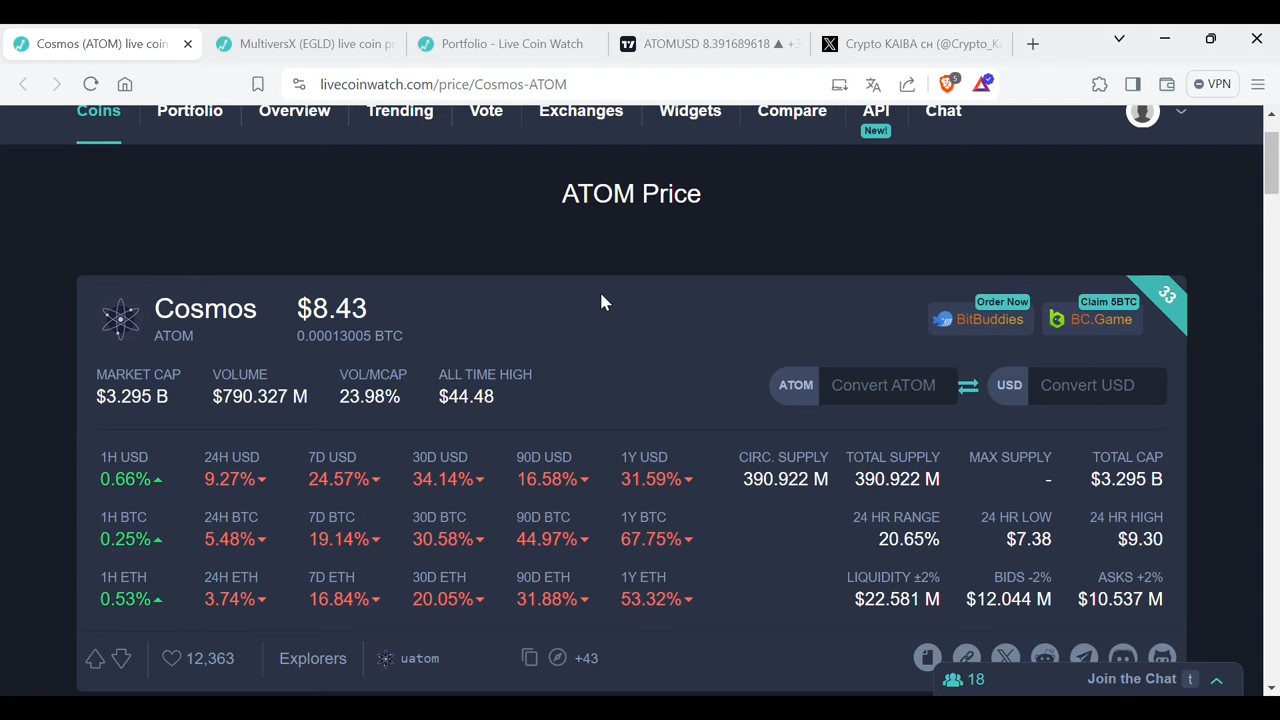 Cosmos (ATOM) live coin
MultiversX (EGLD) live coin pr
Portfolio - Live Coin Watch
ATOMUSD 8.391689618 ▲ +3
Crypto KAIBA ᴄʜ (@Crypto_K
livecoinwatch.com/price/Cosmos-ATOM
5
VPN
Coins Portfolio Overview Trending Vote Exchanges Widgets Compare API Chat
New!
ATOM Price
33
Cosmos $8.43
ATOM 0.00013005 BTC
Order Now Claim 5BTC
BitBuddies BC.Game
MARKET CAP VOLUME VOL/MCAP ALL TIME HIGH
$3.295 B $790.327 M 23.98% $44.48
ATOM Convert ATOM USD Convert USD
1H USD 24H USD 7D USD 30D USD 90D USD 1Y USD CIRC. SUPPLY TOTAL SUPPLY MAX SUPPLY TOTAL CAP
0.66% 9.27% 24.57% 34.14% 16.58% 31.59% 390.922 M 390.922 M - $3.295 B
1H BTC 24H BTC 7D BTC 30D BTC 90D BTC 1Y BTC 24 HR RANGE 24 HR LOW 24 HR HIGH
0.25% 5.48% 19.14% 30.58% 44.97% 67.75% 20.65% $7.38 $9.30
1H ETH 24H ETH 7D ETH 30D ETH 90D ETH 1Y ETH LIQUIDITY ±2% BIDS -2% ASKS +2%
0.53% 3.74% 16.84% 20.05% 31.88% 53.32% $22.581 M $12.044 M $10.537 M
12,363 Explorers uatom +43
18 Join the Chat t